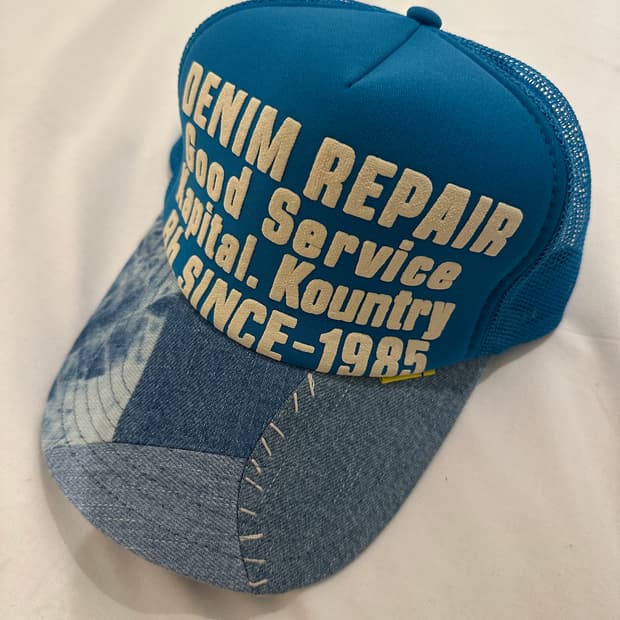 DENIM REPAIR
Good Service
Kapital. Kountry
SINCE-1985